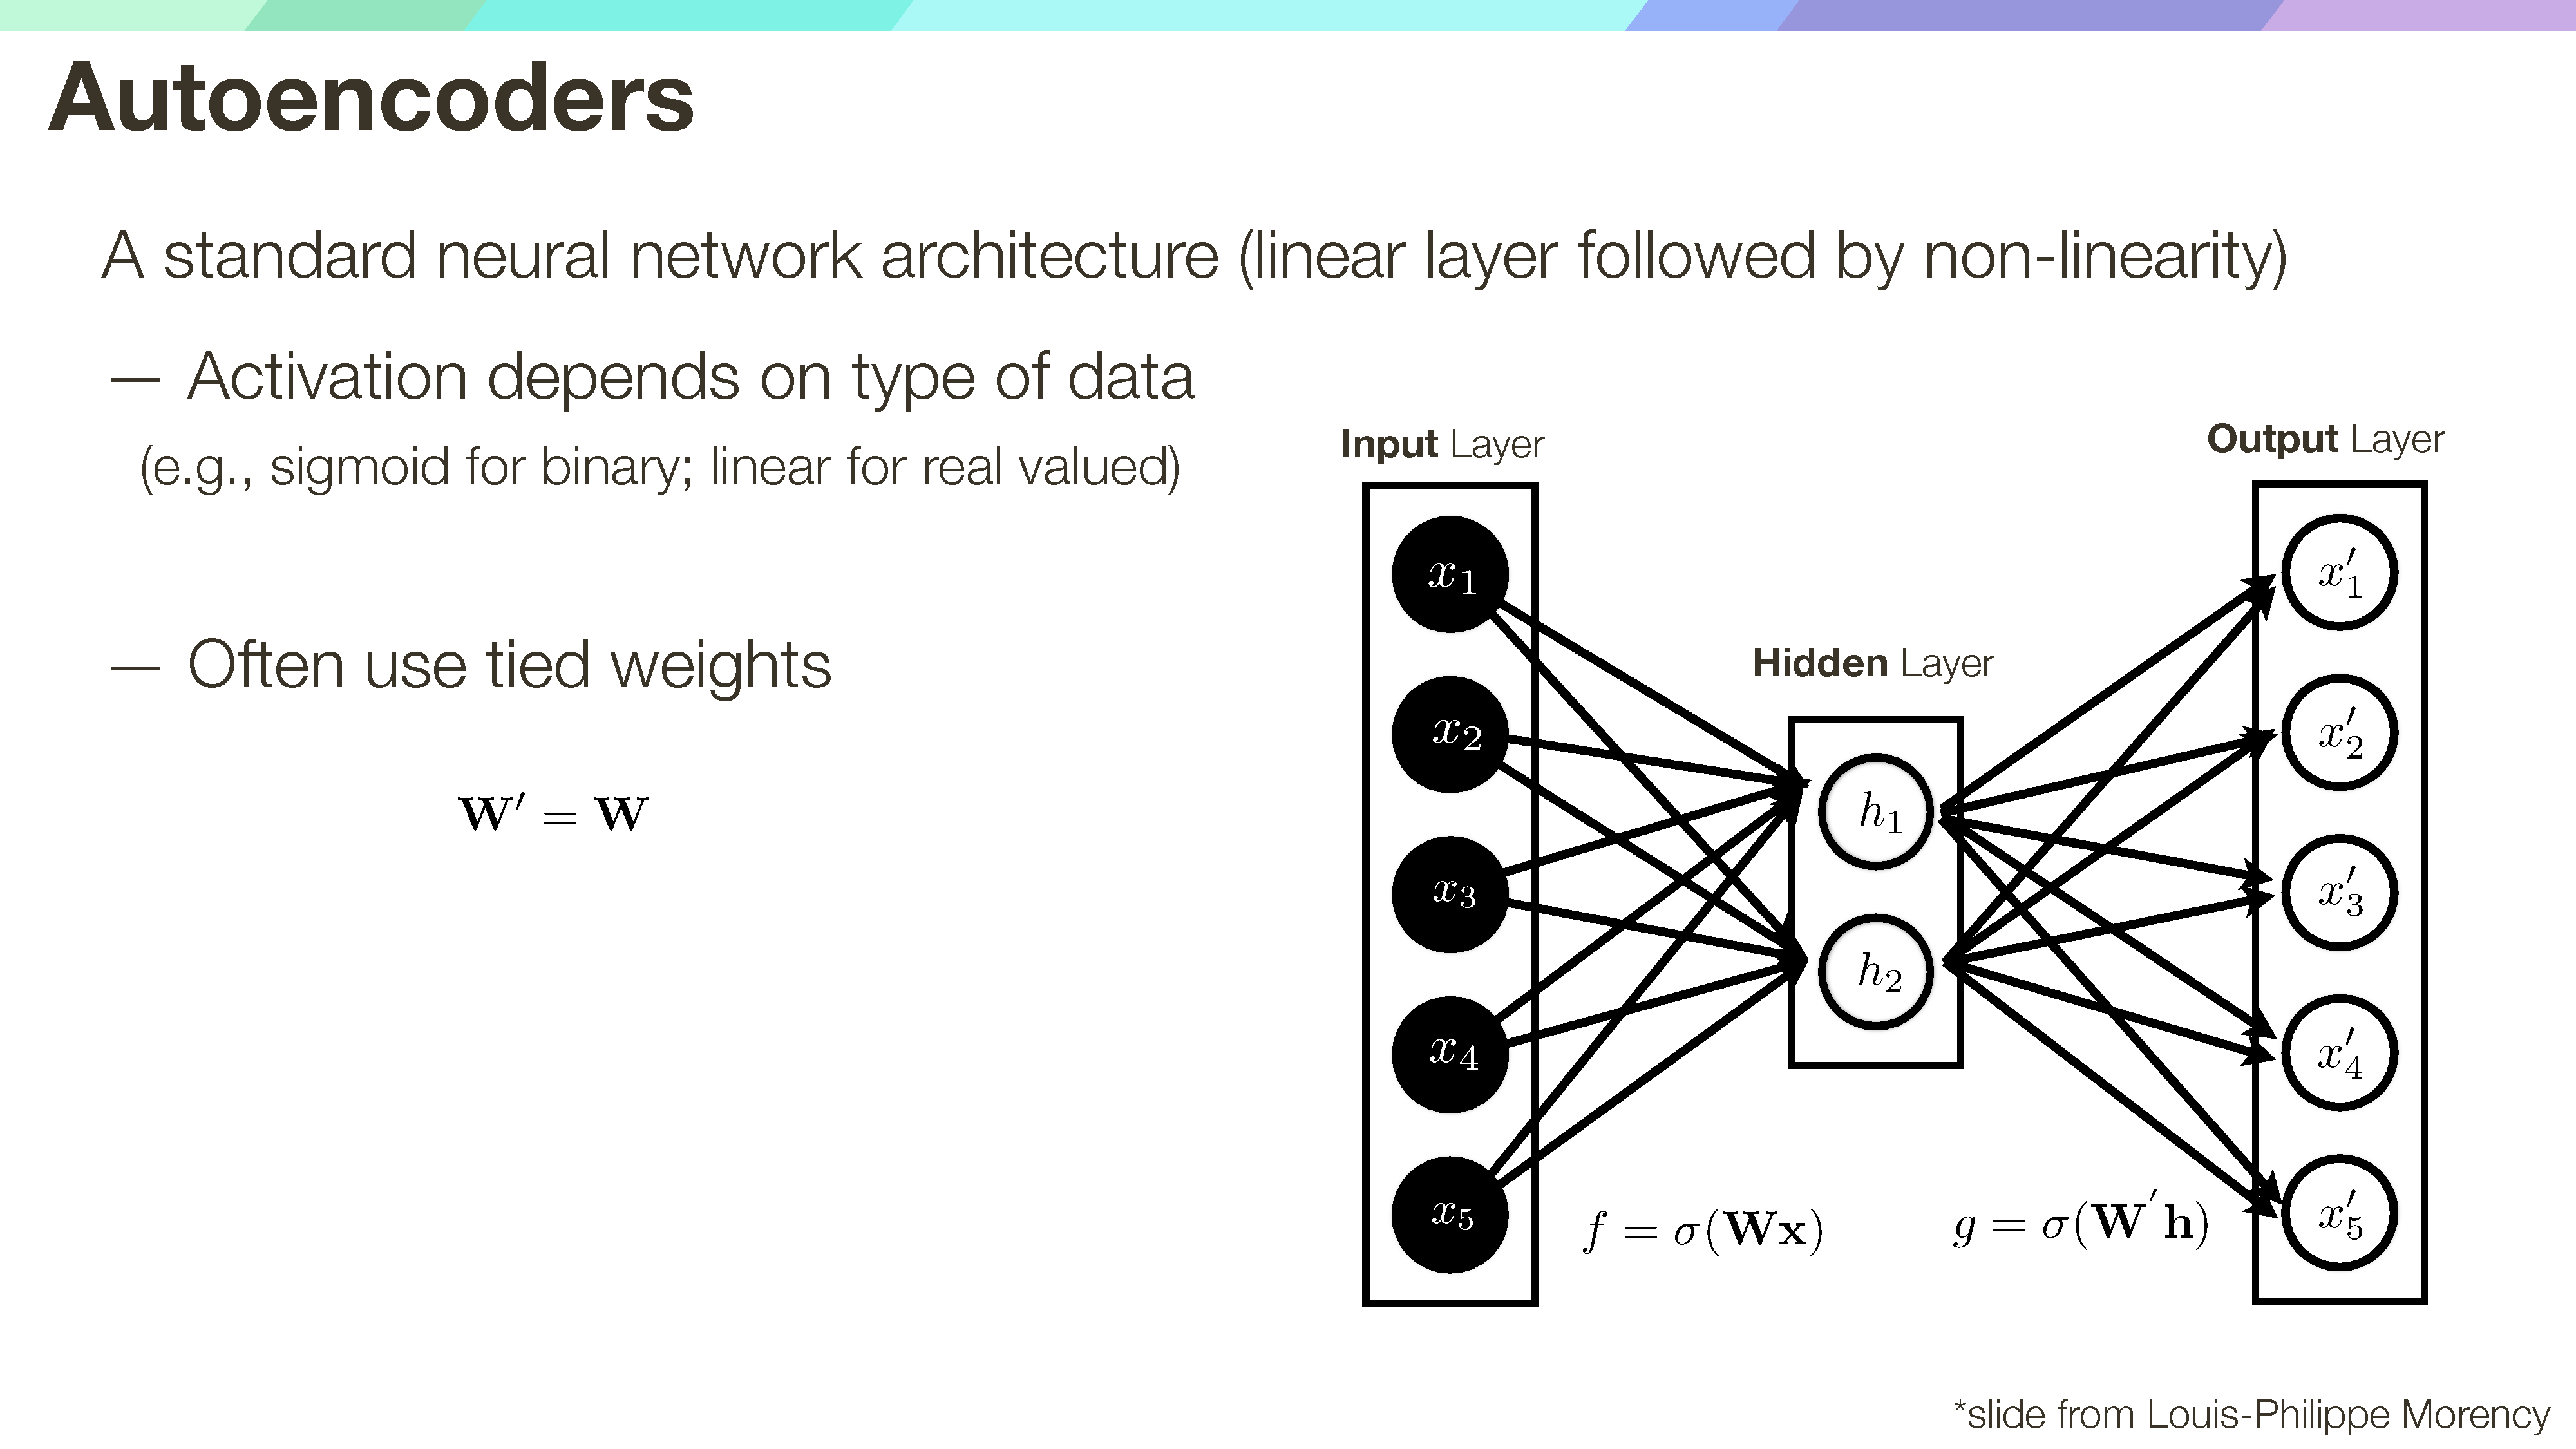 Autoencoders
A standard neural network architecture (linear layer followed by non-linearity)
— Activation depends on type of data
(e.g., sigmoid for binary; linear for real valued)
— Often use tied weights
W′ = W
Input Layer
x1
x2
x3
x4
x5
Hidden Layer
h1
h2
Output Layer
x′1
x′2
x′3
x′4
x′5
f = σ(Wx)
g = σ(W′h)
*slide from Louis-Philippe Morency